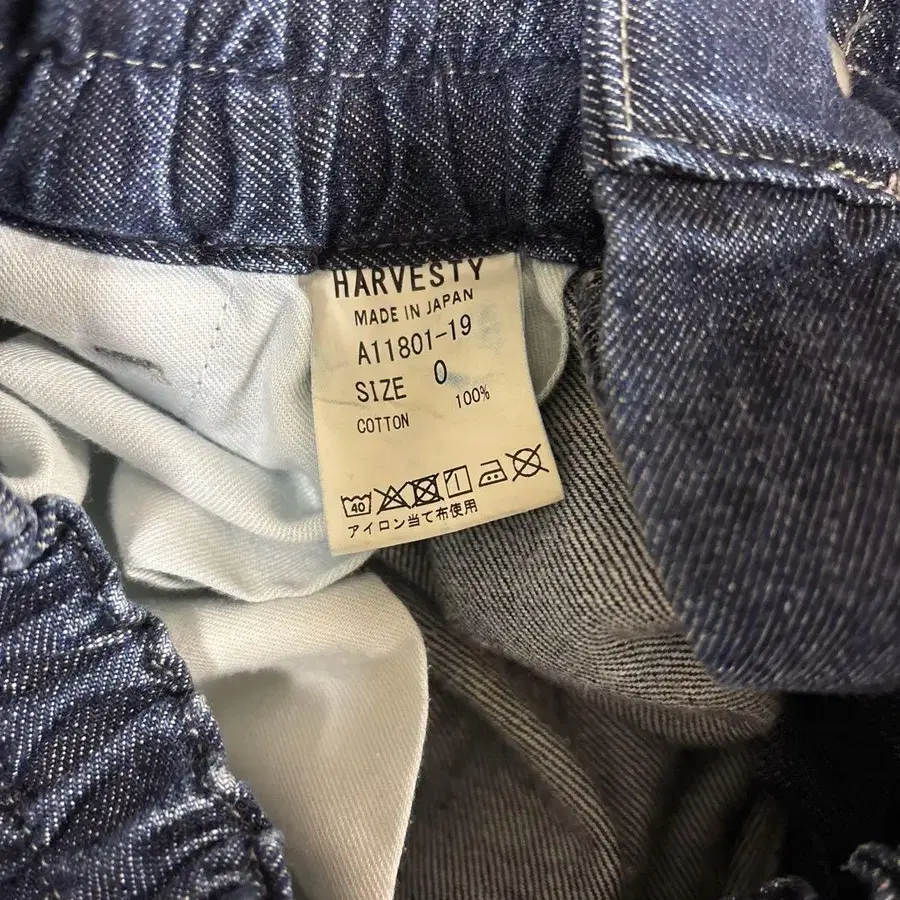 HARVESTY
MADE IN JAPAN
A11801-19
SIZE 0
COTTON 100%
40
アイロン当て布使用